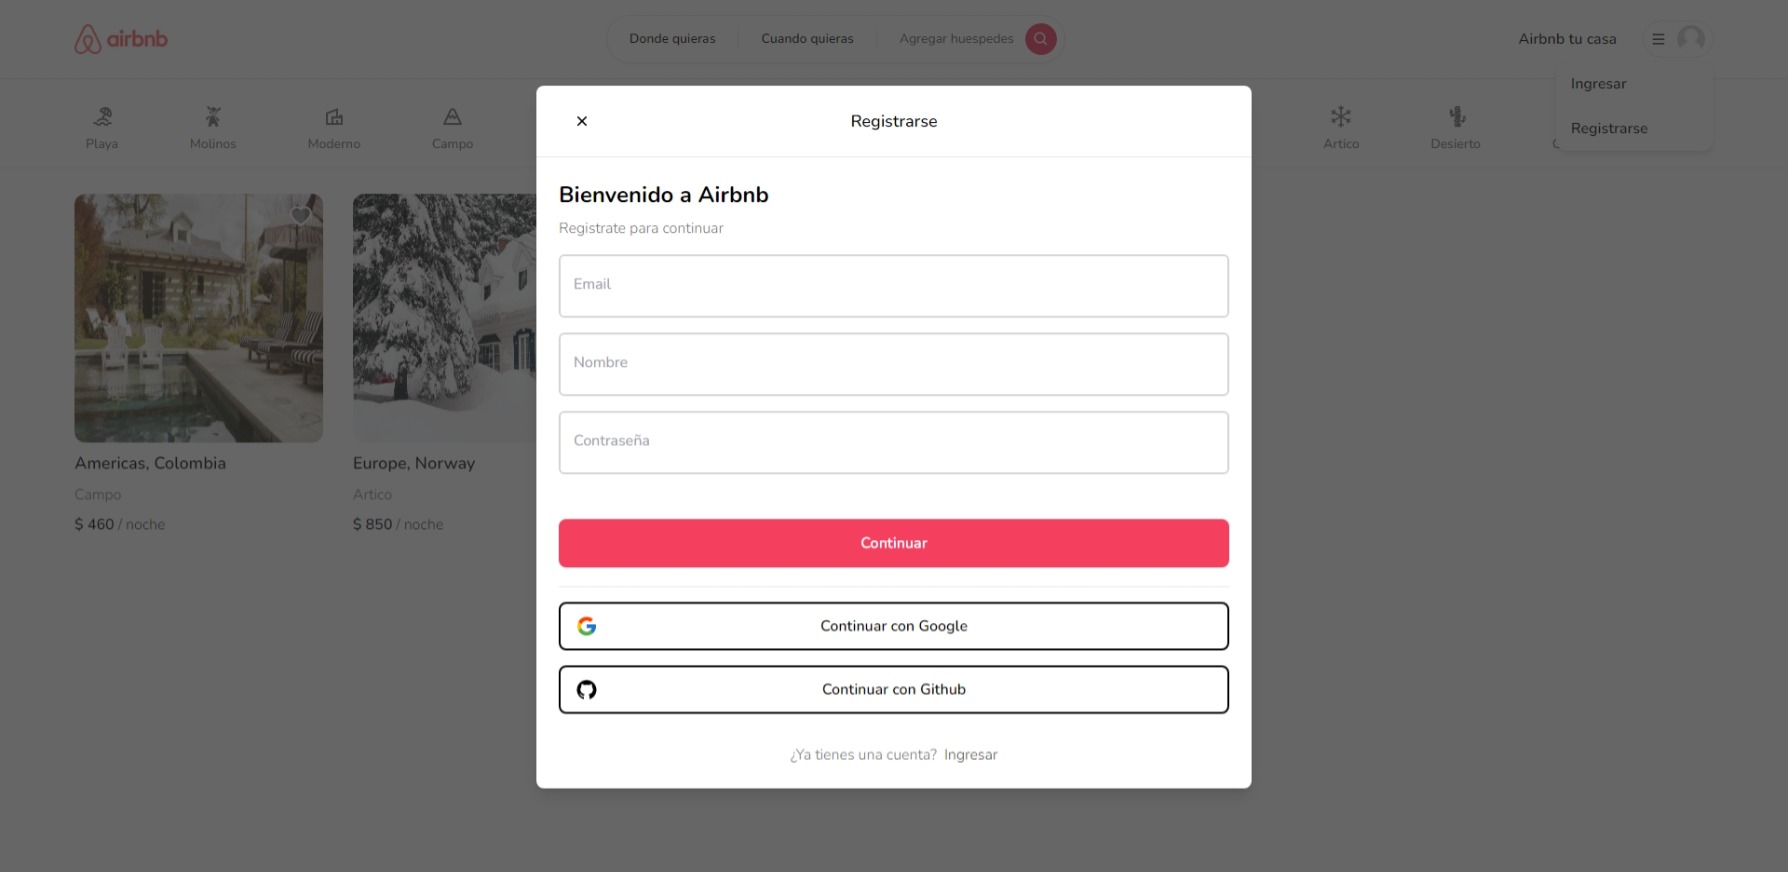 airbnb
Donde quieras
Cuando quieras
Agregar huespedes
Airbnb tu casa
Ingresar
Registrarse
Playa
Molinos
Moderno
Campo
Artico
Desierto
Registrarse
Bienvenido a Airbnb
Registrate para continuar
Email
Nombre
Contraseña
Continuar
Continuar con Google
Continuar con Github
¿Ya tienes una cuenta? Ingresar
Americas, Colombia
Campo
$ 460 / noche
Europe, Norway
Artico
$ 850 / noche